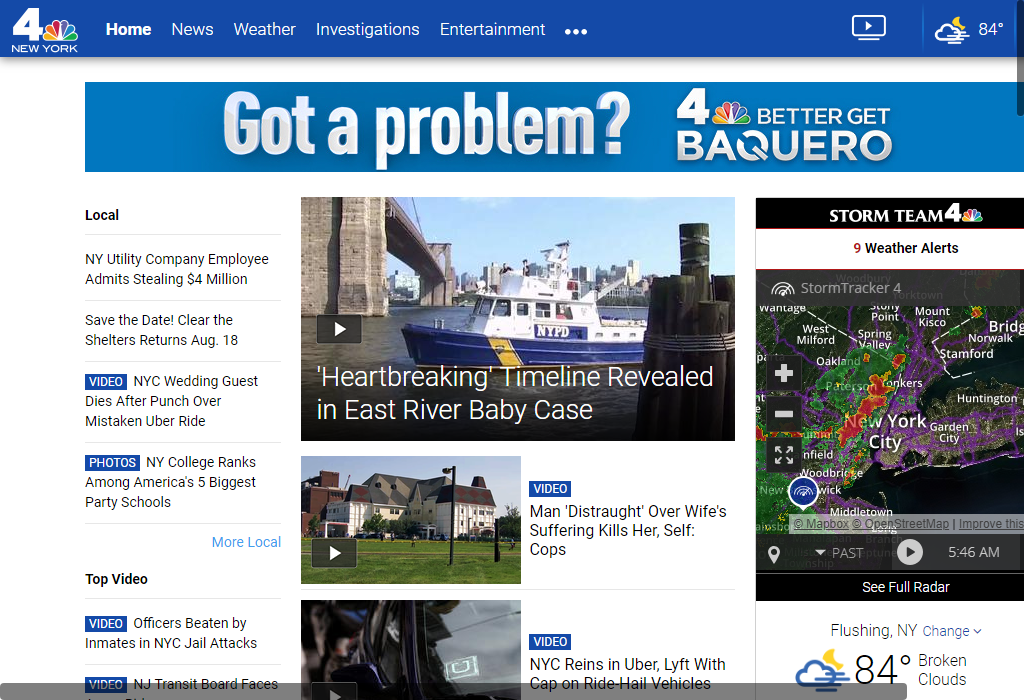 4
NEW YORK
Home News Weather Investigations Entertainment •••
84°
Got a problem?
4 BETTER GET
BAQUERO
Local
NY Utility Company Employee
Admits Stealing $4 Million
Save the Date! Clear the
Shelters Returns Aug. 18
VIDEO NYC Wedding Guest
Dies After Punch Over
Mistaken Uber Ride
PHOTOS NY College Ranks
Among America's 5 Biggest
Party Schools
More Local
Top Video
VIDEO Officers Beaten by
Inmates in NYC Jail Attacks
VIDEO NJ Transit Board Faces
NYPD
'Heartbreaking' Timeline Revealed
in East River Baby Case
VIDEO
Man 'Distraught' Over Wife's
Suffering Kills Her, Self:
Cops
VIDEO
NYC Reins in Uber, Lyft With
Cap on Ride-Hail Vehicles
STORM TEAM 4
9 Weather Alerts
StormTracker 4
Woodbury
Yorktown
Wantage
Stony
Point
Mount
Kisco
West
Milford
Spring
Valley
Norwalk
Stamford
Oakland
Paterson
Yonkers
Huntington
New York
City
Garden
City
Woodbridge
Middletown
© Mapbox © OpenStreetMap | Improve this
PAST
5:46 AM
See Full Radar
Flushing, NY Change
84° Broken
Clouds